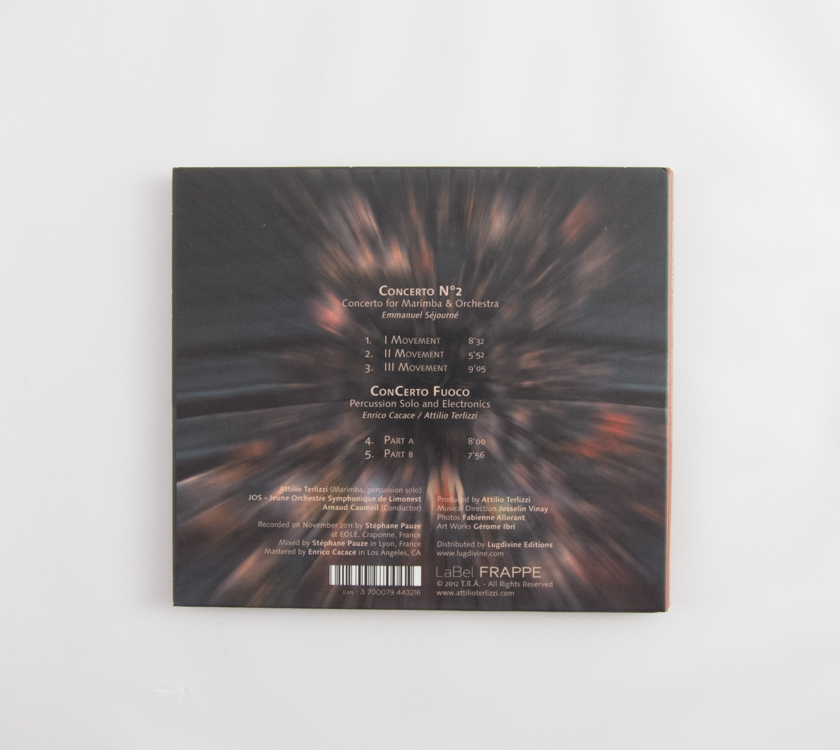 CONCERTO N°2
Concerto for Marimba & Orchestra
Emmanuel Séjourné
1. I MOVEMENT 8'32
2. II MOVEMENT 5'52
3. III MOVEMENT 9'05
CONCERTO FUOCO
Percussion Solo and Electronics
Enrico Cacace / Attilio Terlizzi
4. PART A 8'00
5. PART B 7'56
Attilio Terlizzi (Marimba, percussion solo)
JOS - Jeune Orchestre Symphonique de Limonest
Arnaud Caumeil (Conductor)
Recorded on November 2011 by Stéphane Pauze
at COLE, Craponne, France
Mixed by Stéphane Pauze in Lyon, France
Mastered by Enrico Cacace in Los Angeles, CA
EAN : 3 700079 443216
Produced by Attilio Terlizzi
Musical Direction Josselin Vinay
Photos Fabienne Allorant
Art Works Gérome Ibri
Distributed by Lugdivine Editions
www.lugdivine.com
LaBel FRAPPE
© 2012 T.R.A. - All Rights Reserved
www.attilioterlizzi.com